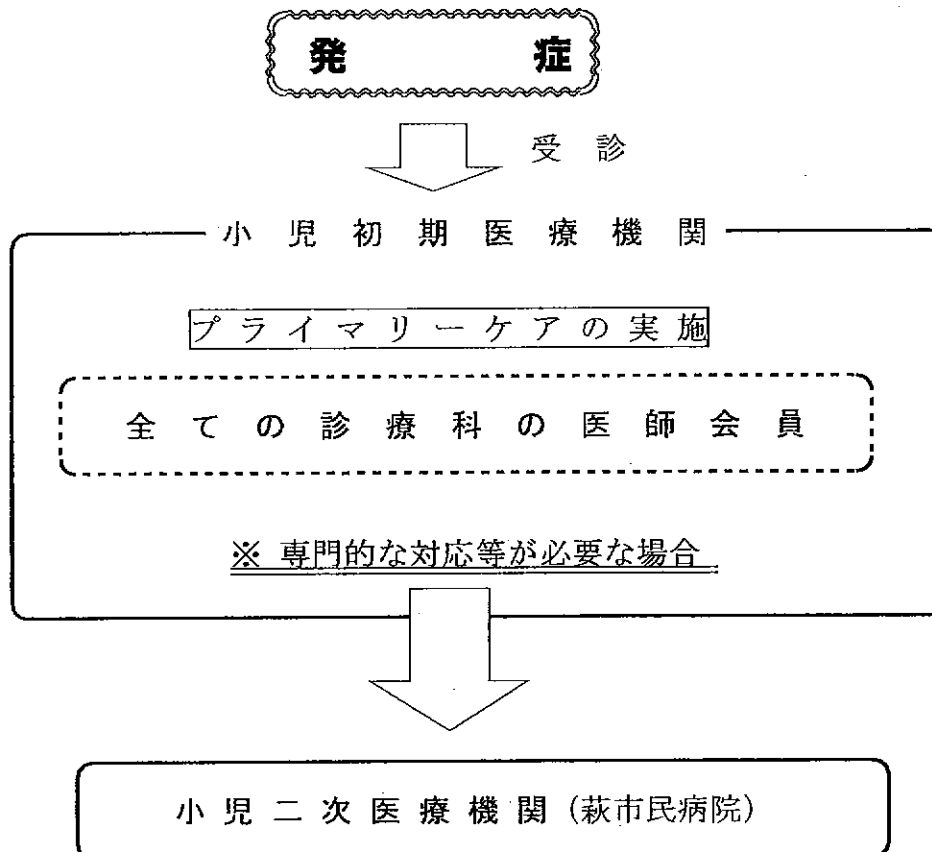 発症
受診
小児初期医療機関
プライマリーケアの実施
全ての診療科の医師会員
※ 専門的な対応等が必要な場合
小児二次医療機関(萩市民病院)